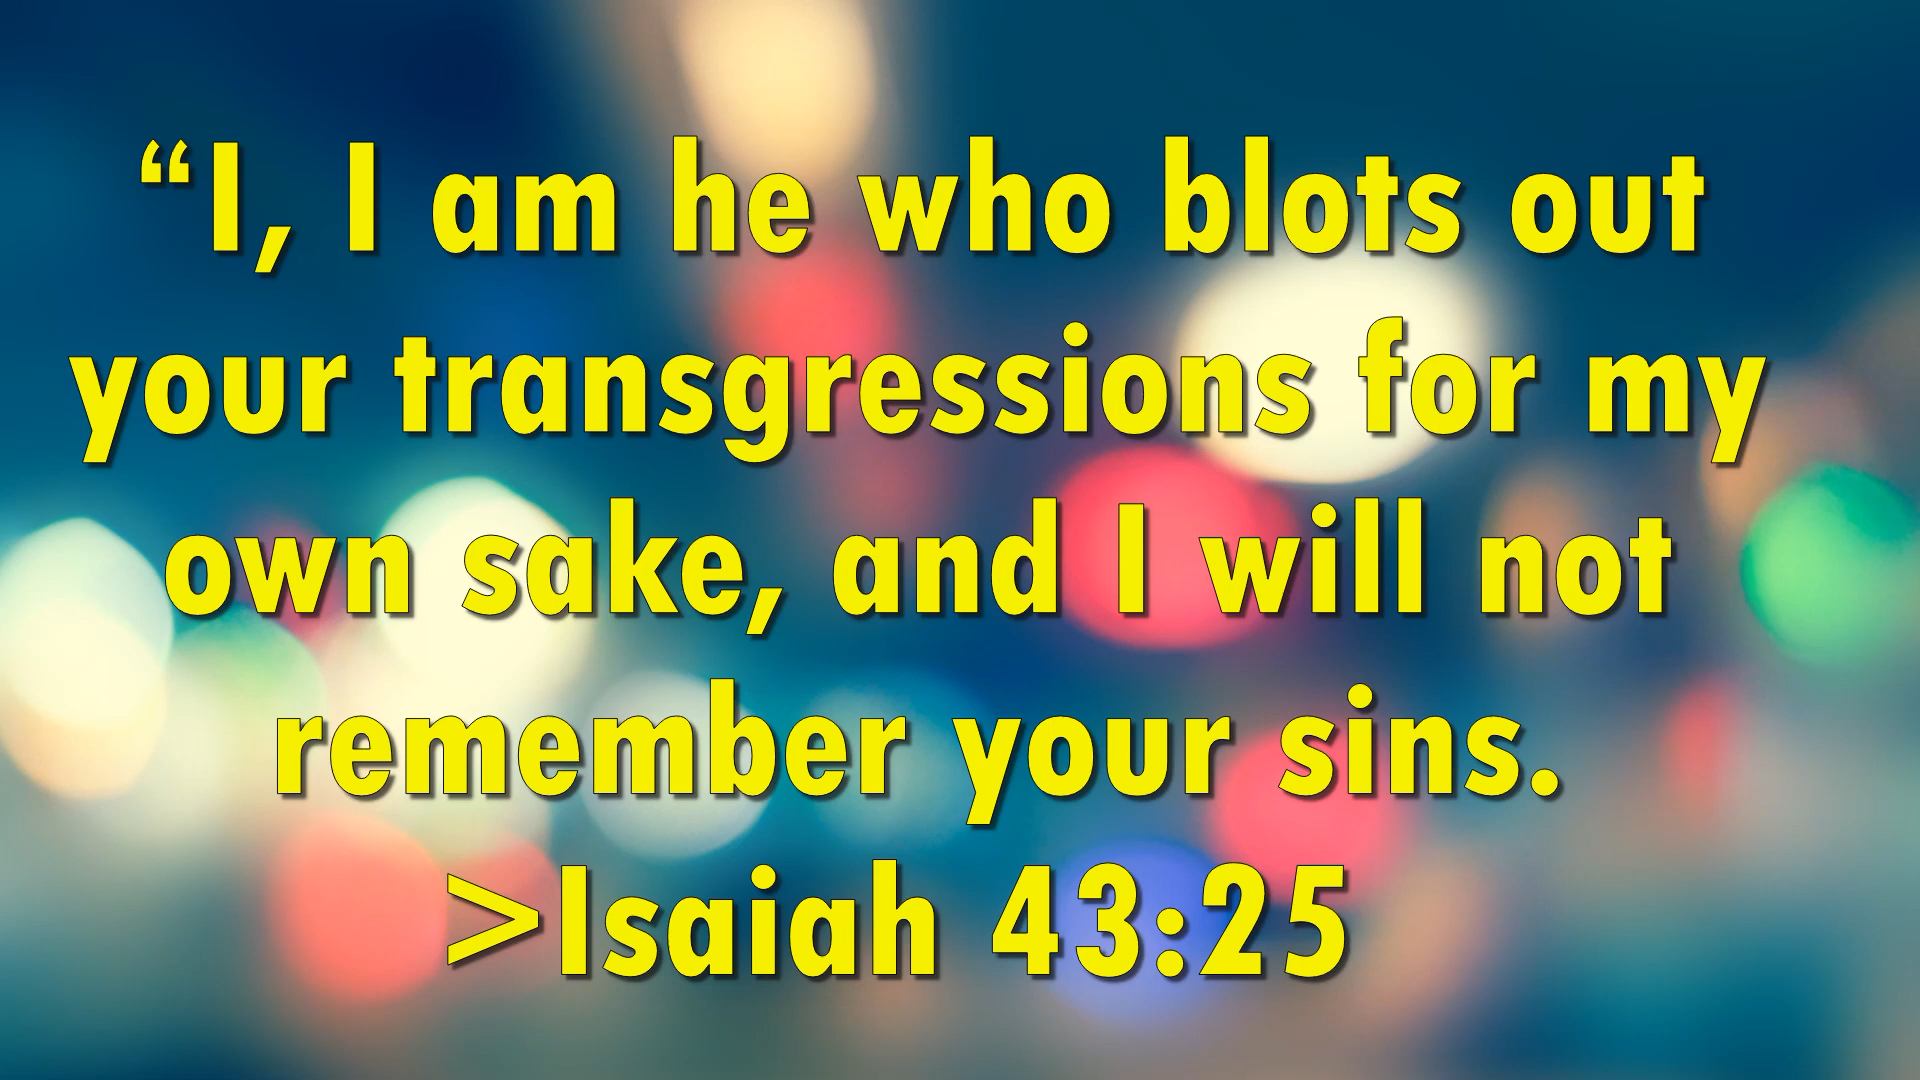 “I, I am he who blots out
your transgressions for my
own sake, and I will not
remember your sins.
>Isaiah 43:25